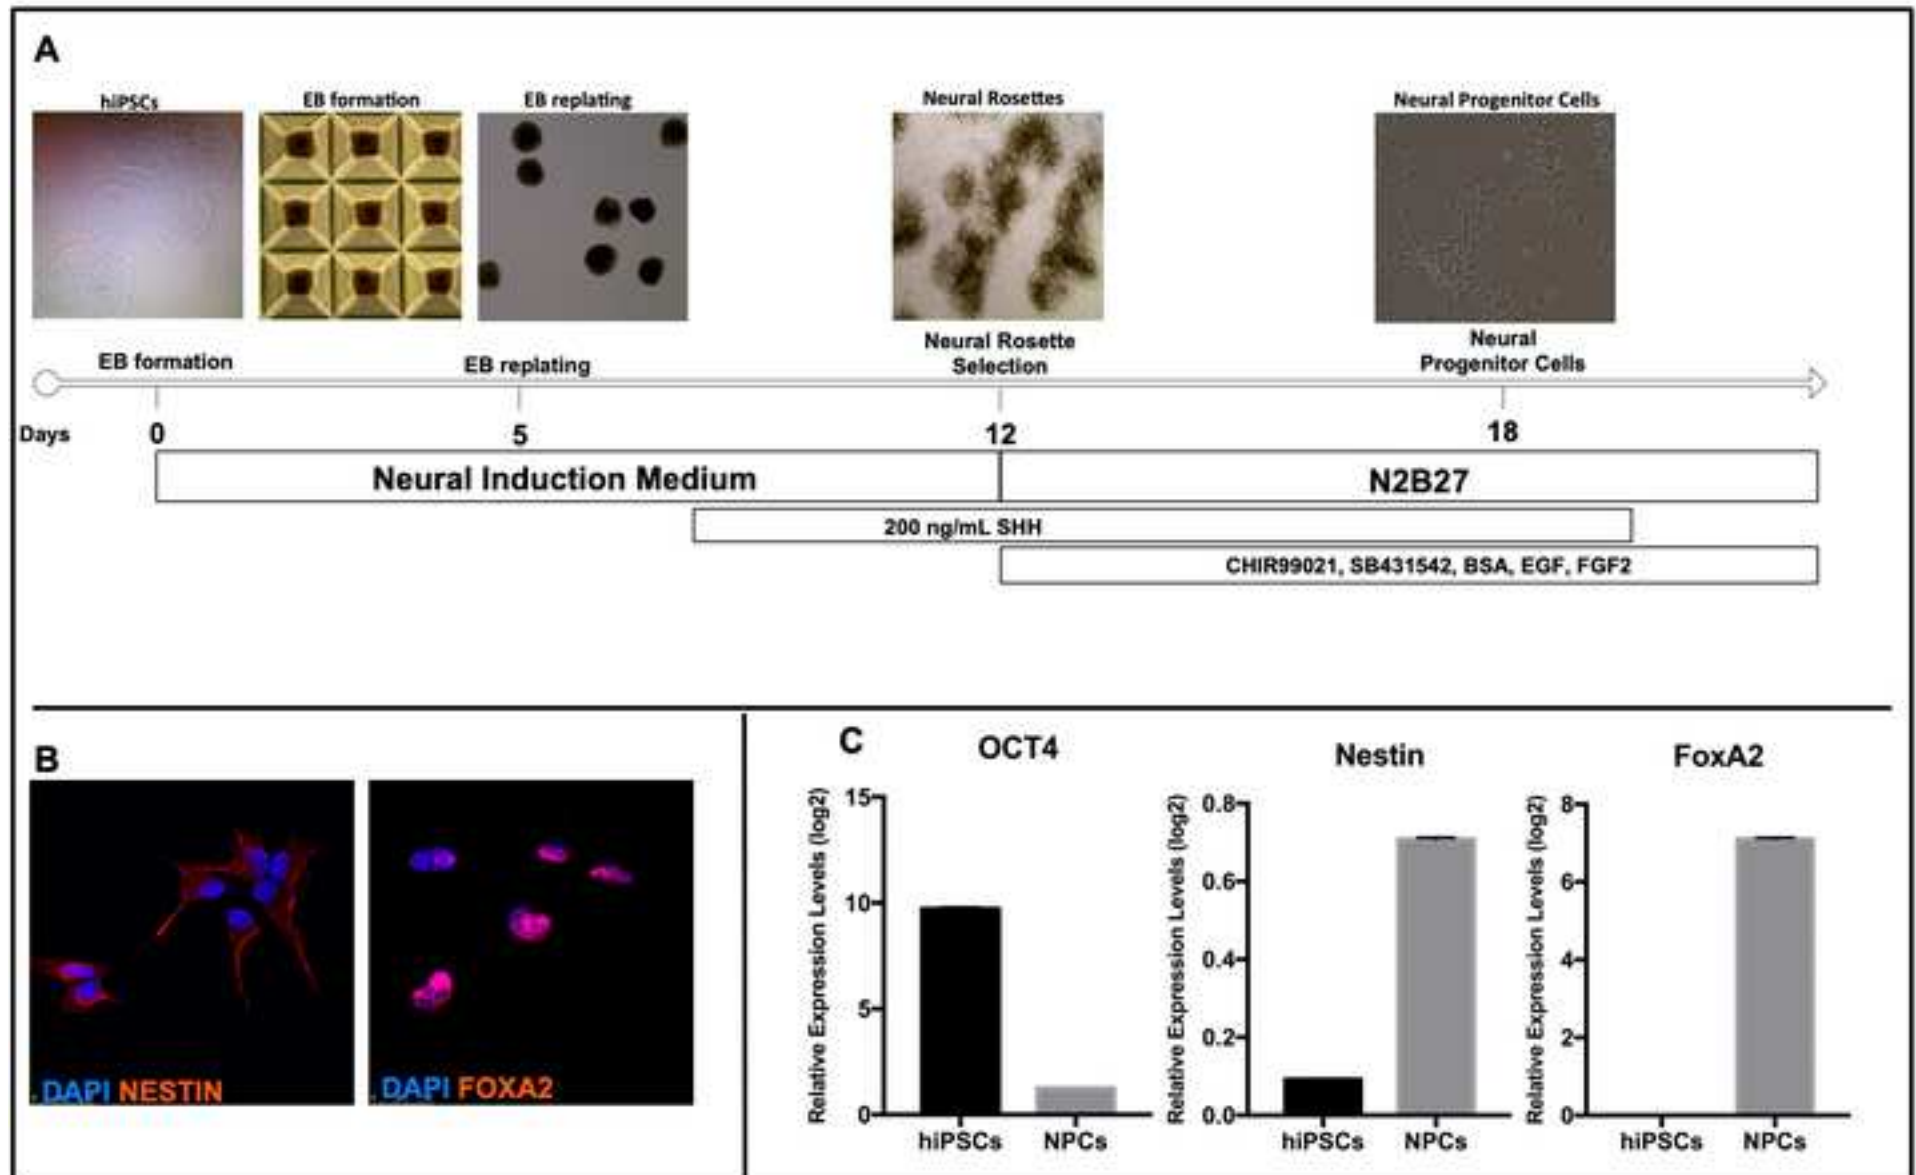 A
hiPSCs
EB formation
EB replating
Neural Rosettes
Neural Progenitor Cells
EB formation
EB replating
Neural Rosette
Selection
Neural
Progenitor Cells
Days
0
5
12
18
Neural Induction Medium
N2B27
200 ng/mL SHH
CHIR99021, SB431542, BSA, EGF, FGF2
B
DAPI NESTIN
DAPI FOXA2
C
OCT4
Relative Expression Levels (log2)
15
10
5
0
hiPSCs
NPCs
Nestin
Relative Expression Levels (log2)
0.8
0.6
0.4
0.2
0.0
hiPSCs
NPCs
FoxA2
Relative Expression Levels (log2)
8
6
4
2
0
hiPSCs
NPCs